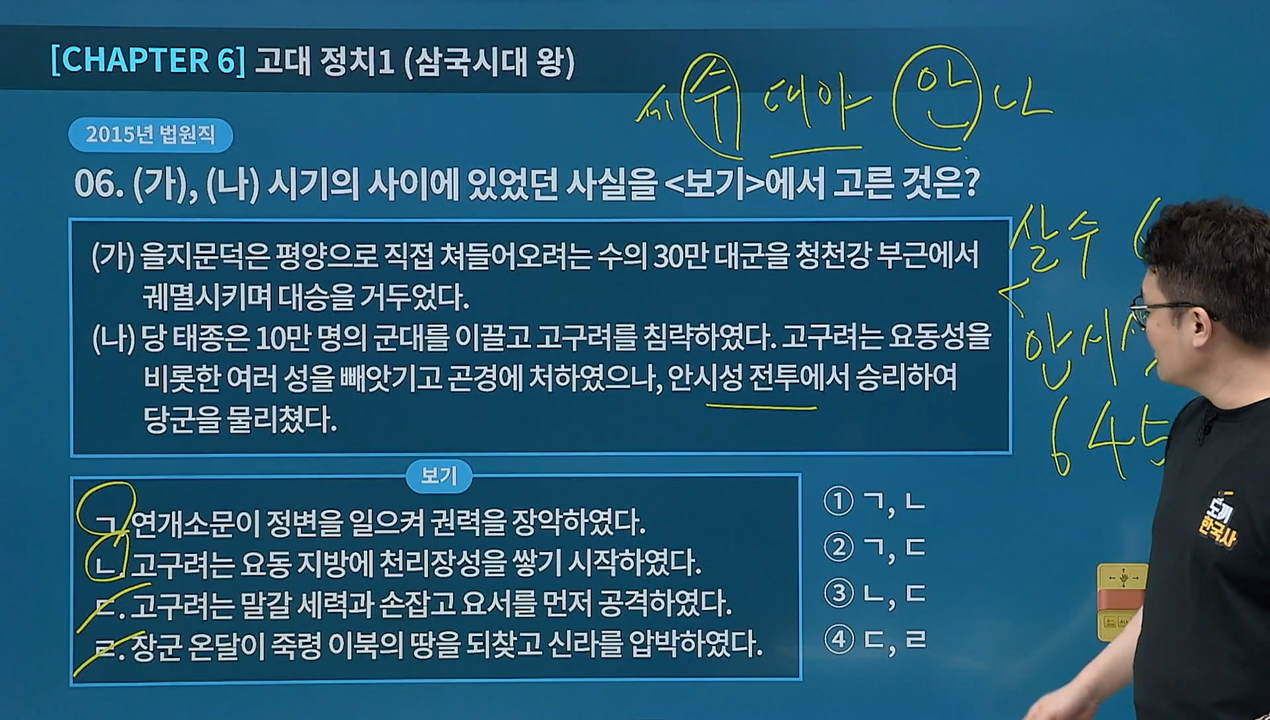 [CHAPTER 6] 고대 정치1 (삼국시대 왕)
수 대야 안 나
2015년 법원직
06. (가), (나) 시기의 사이에 있었던 사실을 <보기>에서 고른 것은?
(가) 을지문덕은 평양으로 직접 쳐들어오려는 수의 30만 대군을 청천강 부근에서
궤멸시키며 대승을 거두었다.
(나) 당 태종은 10만 명의 군대를 이끌고 고구려를 침략하였다. 고구려는 요동성을
비롯한 여러 성을 빼앗기고 곤경에 처하였으나, 안시성 전투에서 승리하여
당군을 물리쳤다.
살수
안시
645
보기
ㄱ. 연개소문이 정변을 일으켜 권력을 장악하였다.
ㄴ. 고구려는 요동 지방에 천리장성을 쌓기 시작하였다.
ㄷ. 고구려는 말갈 세력과 손잡고 요서를 먼저 공격하였다.
ㄹ. 장군 온달이 죽령 이북의 땅을 되찾고 신라를 압박하였다.
① ㄱ, ㄴ
② ㄱ, ㄷ
③ ㄴ, ㄷ
④ ㄷ, ㄹ
한국사